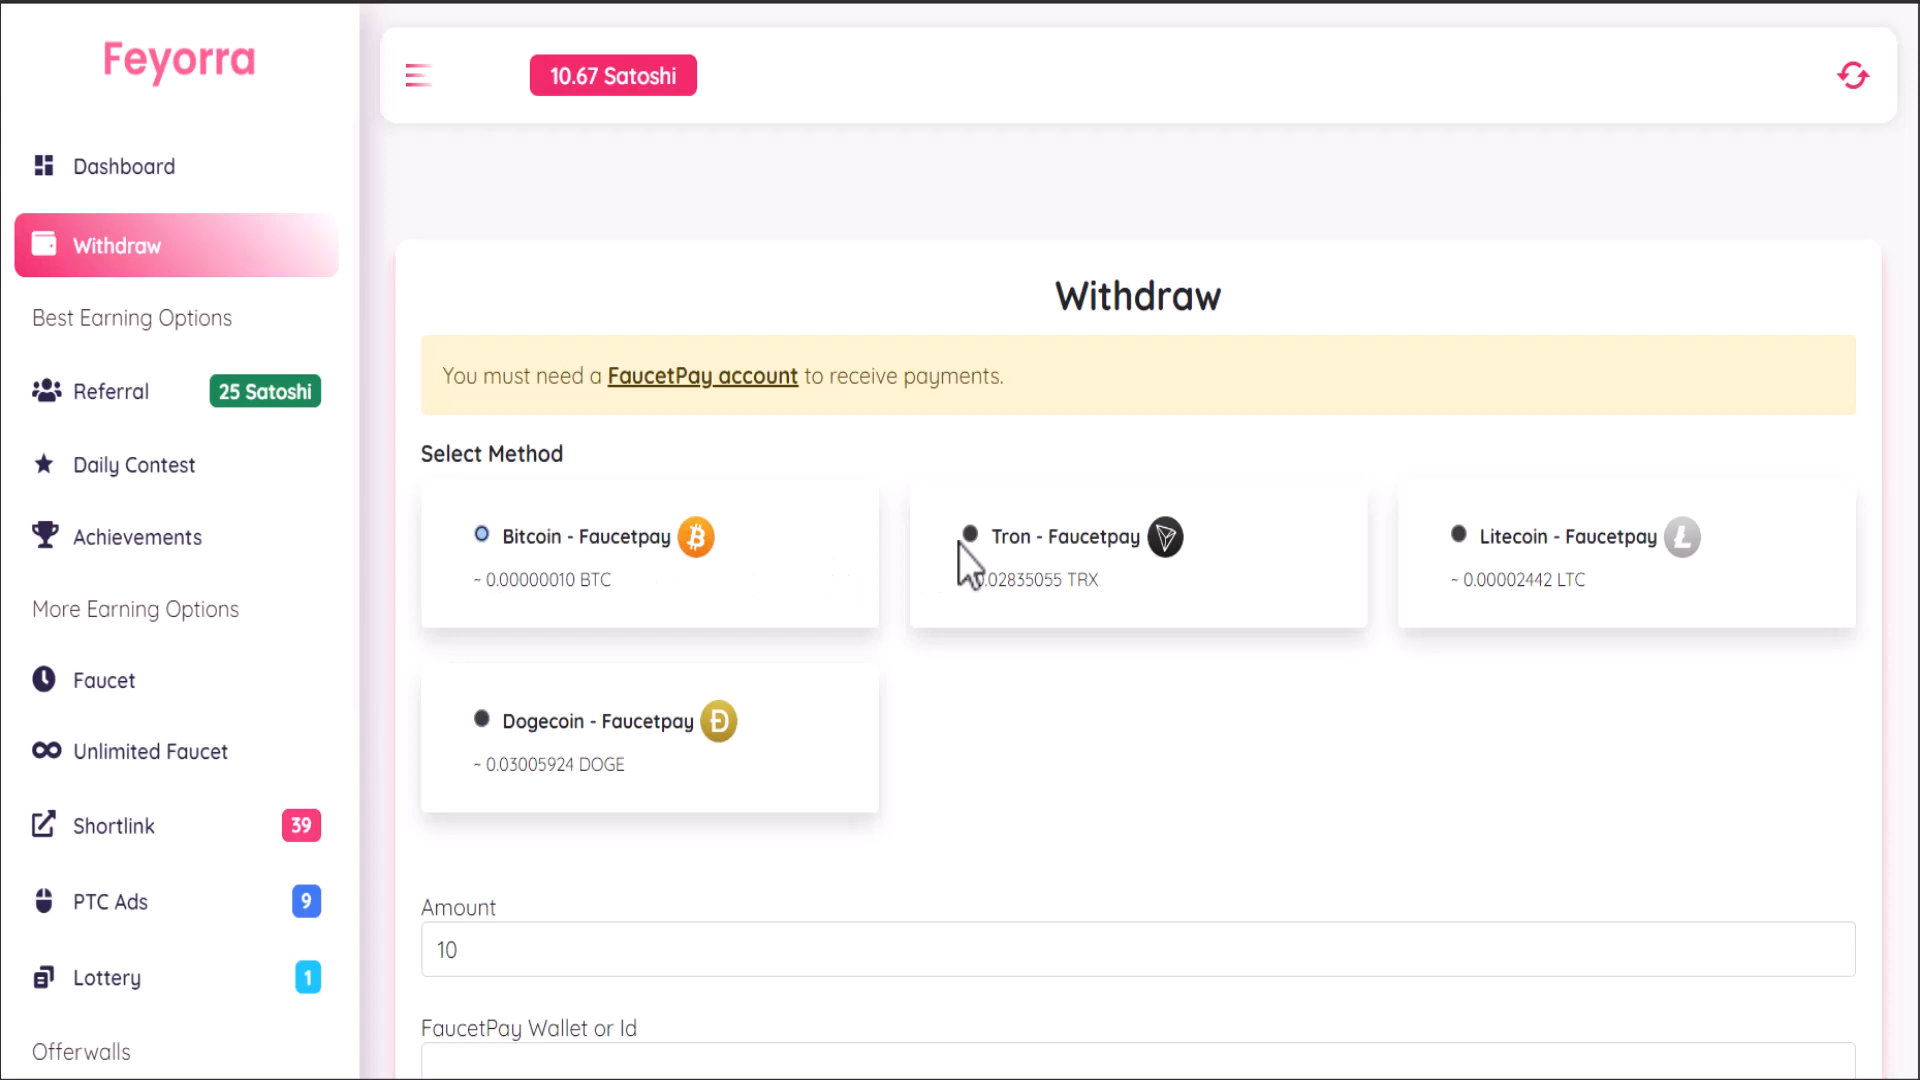 Feyorra
10.67 Satoshi
Dashboard
Withdraw
Best Earning Options
Referral
25 Satoshi
Daily Contest
Achievements
More Earning Options
Faucet
Unlimited Faucet
Shortlink
39
PTC Ads
9
Lottery
1
Offerwalls
Withdraw
You must need a FaucetPay account to receive payments.
Select Method
Bitcoin - Faucetpay
~ 0.00000010 BTC
Tron - Faucetpay
0.02835055 TRX
Litecoin - Faucetpay
~ 0.00002442 LTC
Dogecoin - Faucetpay
~ 0.03005924 DOGE
Amount
10
FaucetPay Wallet or Id